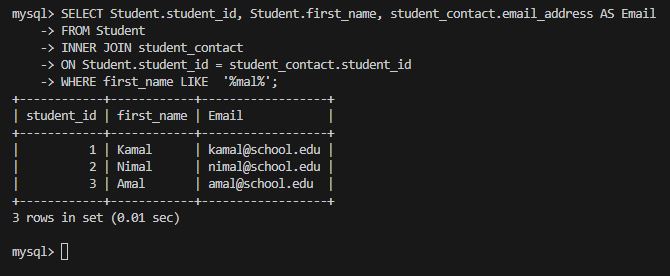 mysql> SELECT Student.student_id, Student.first_name, student_contact.email_address AS Email
    -> FROM Student
    -> INNER JOIN student_contact
    -> ON Student.student_id = student_contact.student_id
    -> WHERE first_name LIKE  '%mal%';
+------------+------------+------------------+
| student_id | first_name | Email            |
+------------+------------+------------------+
|          1 | Kamal      | kamal@school.edu |
|          2 | Nimal      | nimal@school.edu |
|          3 | Amal       | amal@school.edu  |
+------------+------------+------------------+
3 rows in set (0.01 sec)

mysql>